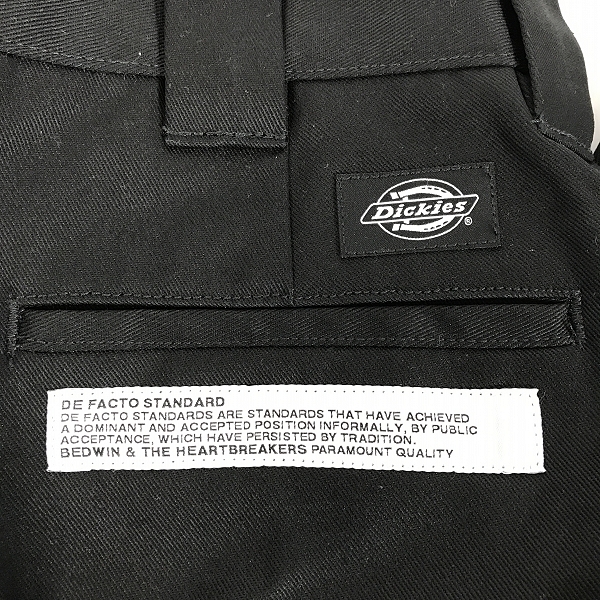 Dickies®
DE FACTO STANDARD
DE FACTO STANDARDS ARE STANDARDS THAT HAVE ACHIEVED
A DOMINANT AND ACCEPTED POSITION INFORMALLY, BY PUBLIC
ACCEPTANCE, WHICH HAVE PERSISTED BY TRADITION.
BEDWIN & THE HEARTBREAKERS PARAMOUNT QUALITY